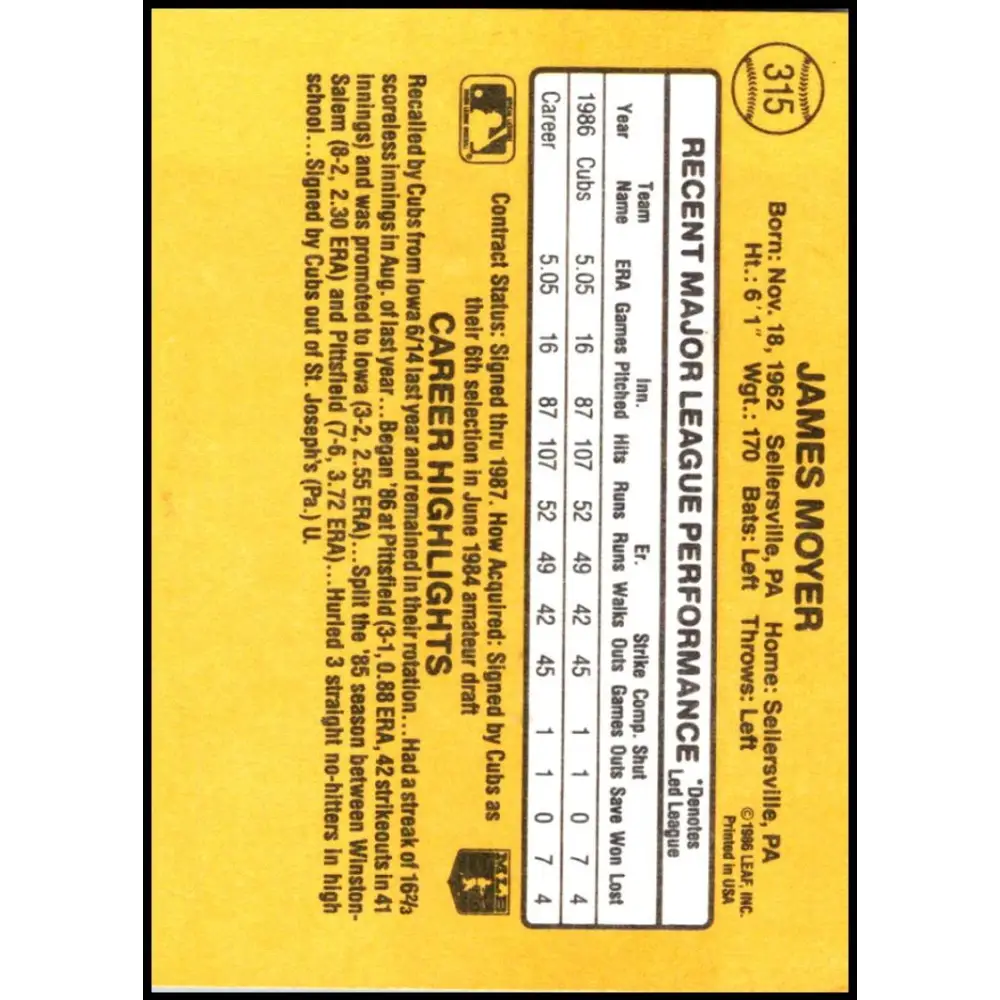 315
JAMES MOYER
Born: Nov. 18, 1962 Sellersville, PA Home: Sellersville, PA
Ht.: 6'1" Wgt.: 170 Bats: Left Throws: Left
©1986 LEAF, INC.
Printed in USA
RECENT MAJOR LEAGUE PERFORMANCE *Denotes
Led League
Team Inn. Er. Strike Comp. Shut
Year Name ERA Games Pitched Hits Runs Runs Walks Outs Games Outs Save Won Lost
1986 Cubs 5.05 16 87 107 52 49 42 45 1 1 0 7 4
Career 5.05 16 87 107 52 49 42 45 1 1 0 7 4
Contract Status: Signed thru 1987. How Acquired: Signed by Cubs as
their 6th selection in June 1984 amateur draft
MLB
CAREER HIGHLIGHTS
Recalled by Cubs from Iowa 6/14 last year and remained in their rotation...Had a streak of 16 2/3
scoreless innings in Aug. of last year...Began '86 at Pittsfield (3-1, 0.88 ERA, 42 strikeouts in 41
innings) and was promoted to Iowa (3-2, 2.55 ERA)...Split the '85 season between Winston-
Salem (8-2, 2.30 ERA) and Pittsfield (7-6, 3.72 ERA)...Hurled 3 straight no-hitters in high
school...Signed by Cubs out of St. Joseph's (Pa.) U.